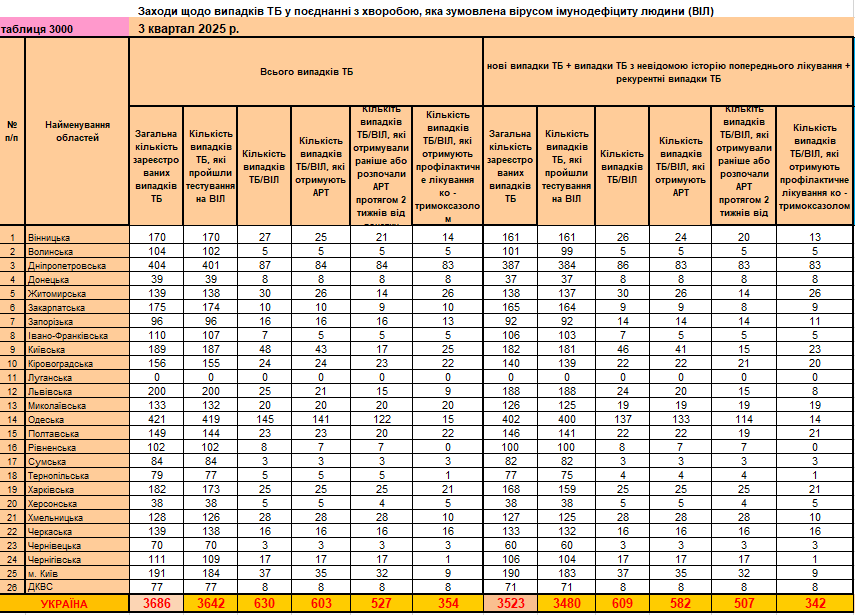 Заходи щодо випадків ТБ у поєднанні з хворобою, яка зумовлена вірусом імунодефіциту людини (ВІЛ)
таблиця 3000 3 квартал 2025 р.
№ п/п
Найменування областей
Всього випадків ТБ
нові випадки ТБ + випадки ТБ з невідомою історію попереднього лікування + рекурентні випадки ТБ
Загальна кількість зареєстро ваних випадків ТБ
Кількість випадків ТБ, які пройшли тестування на ВІЛ
Кількість випадків ТБ/ВІЛ
Кількість випадків ТБ/ВІЛ, які отримують АРТ
Кількіть випадків ТБ/ВІЛ, які отримували раніше або розпочали АРТ протягом 2 тижнів від
Кількість випадків ТБ/ВІЛ, які отримують профілактичн е лікування ко - тримоксазоло м
Загальна кількість зареєстро ваних випадків ТБ
Кількість випадків ТБ, які пройшли тестування на ВІЛ
Кількість випадків ТБ/ВІЛ
Кількість випадків ТБ/ВІЛ, які отримують АРТ
Кількіть випадків ТБ/ВІЛ, які отримували раніше або розпочали АРТ протягом 2 тижнів від
Кількість випадків ТБ/ВІЛ, які отримують профілактичне лікування ко - тримоксазолом
1 Вінницька 170 170 27 25 21 14 161 161 26 24 20 13
2 Волинська 104 102 5 5 5 5 101 99 5 5 5 5
3 Дніпропетровська 404 401 87 84 84 83 387 384 86 83 83 83
4 Донецька 39 39 8 8 8 8 37 37 8 8 8 8
5 Житомирська 139 138 30 26 14 26 138 137 30 26 14 26
6 Закарпатська 175 174 10 10 9 10 165 164 9 9 8 9
7 Запорізька 96 96 16 16 16 13 92 92 14 14 14 11
8 Івано-Франківська 110 107 7 5 5 5 106 103 7 5 5 5
9 Київська 189 187 48 43 17 25 182 181 46 41 15 23
10 Кіровоградська 156 155 24 24 23 22 140 139 22 22 21 20
11 Луганська 0 0 0 0 0 0 0 0 0 0 0 0
12 Львівська 200 200 25 21 15 9 188 188 24 20 15 8
13 Миколаївська 133 132 20 20 20 20 126 125 19 19 19 19
14 Одеська 421 419 145 141 122 15 402 400 137 133 114 14
15 Полтавська 149 144 23 23 20 22 146 141 22 22 19 21
16 Рівненська 102 102 8 7 7 0 100 100 8 7 7 0
17 Сумська 84 84 3 3 3 3 82 82 3 3 3 3
18 Тернопільська 79 77 5 5 5 1 77 75 4 4 4 1
19 Харківська 182 173 25 25 25 21 168 159 25 25 25 21
20 Херсонська 38 38 5 5 4 5 38 38 5 5 4 5
21 Хмельницька 128 126 28 28 28 10 127 125 28 28 28 10
22 Черкаська 139 138 16 16 16 16 133 132 16 16 16 16
23 Чернівецька 70 70 3 3 3 3 60 60 3 3 3 3
24 Чернігівська 111 109 17 17 17 1 106 104 17 17 17 1
25 м. Київ 191 184 37 35 32 9 190 183 37 35 32 9
26 ДКВС 77 77 8 8 8 8 71 71 8 8 8 8
УКРАЇНА 3686 3642 630 603 527 354 3523 3480 609 582 507 342